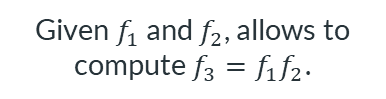 Given f₁ and f₂, allows to
compute f₃ = f₁f₂.